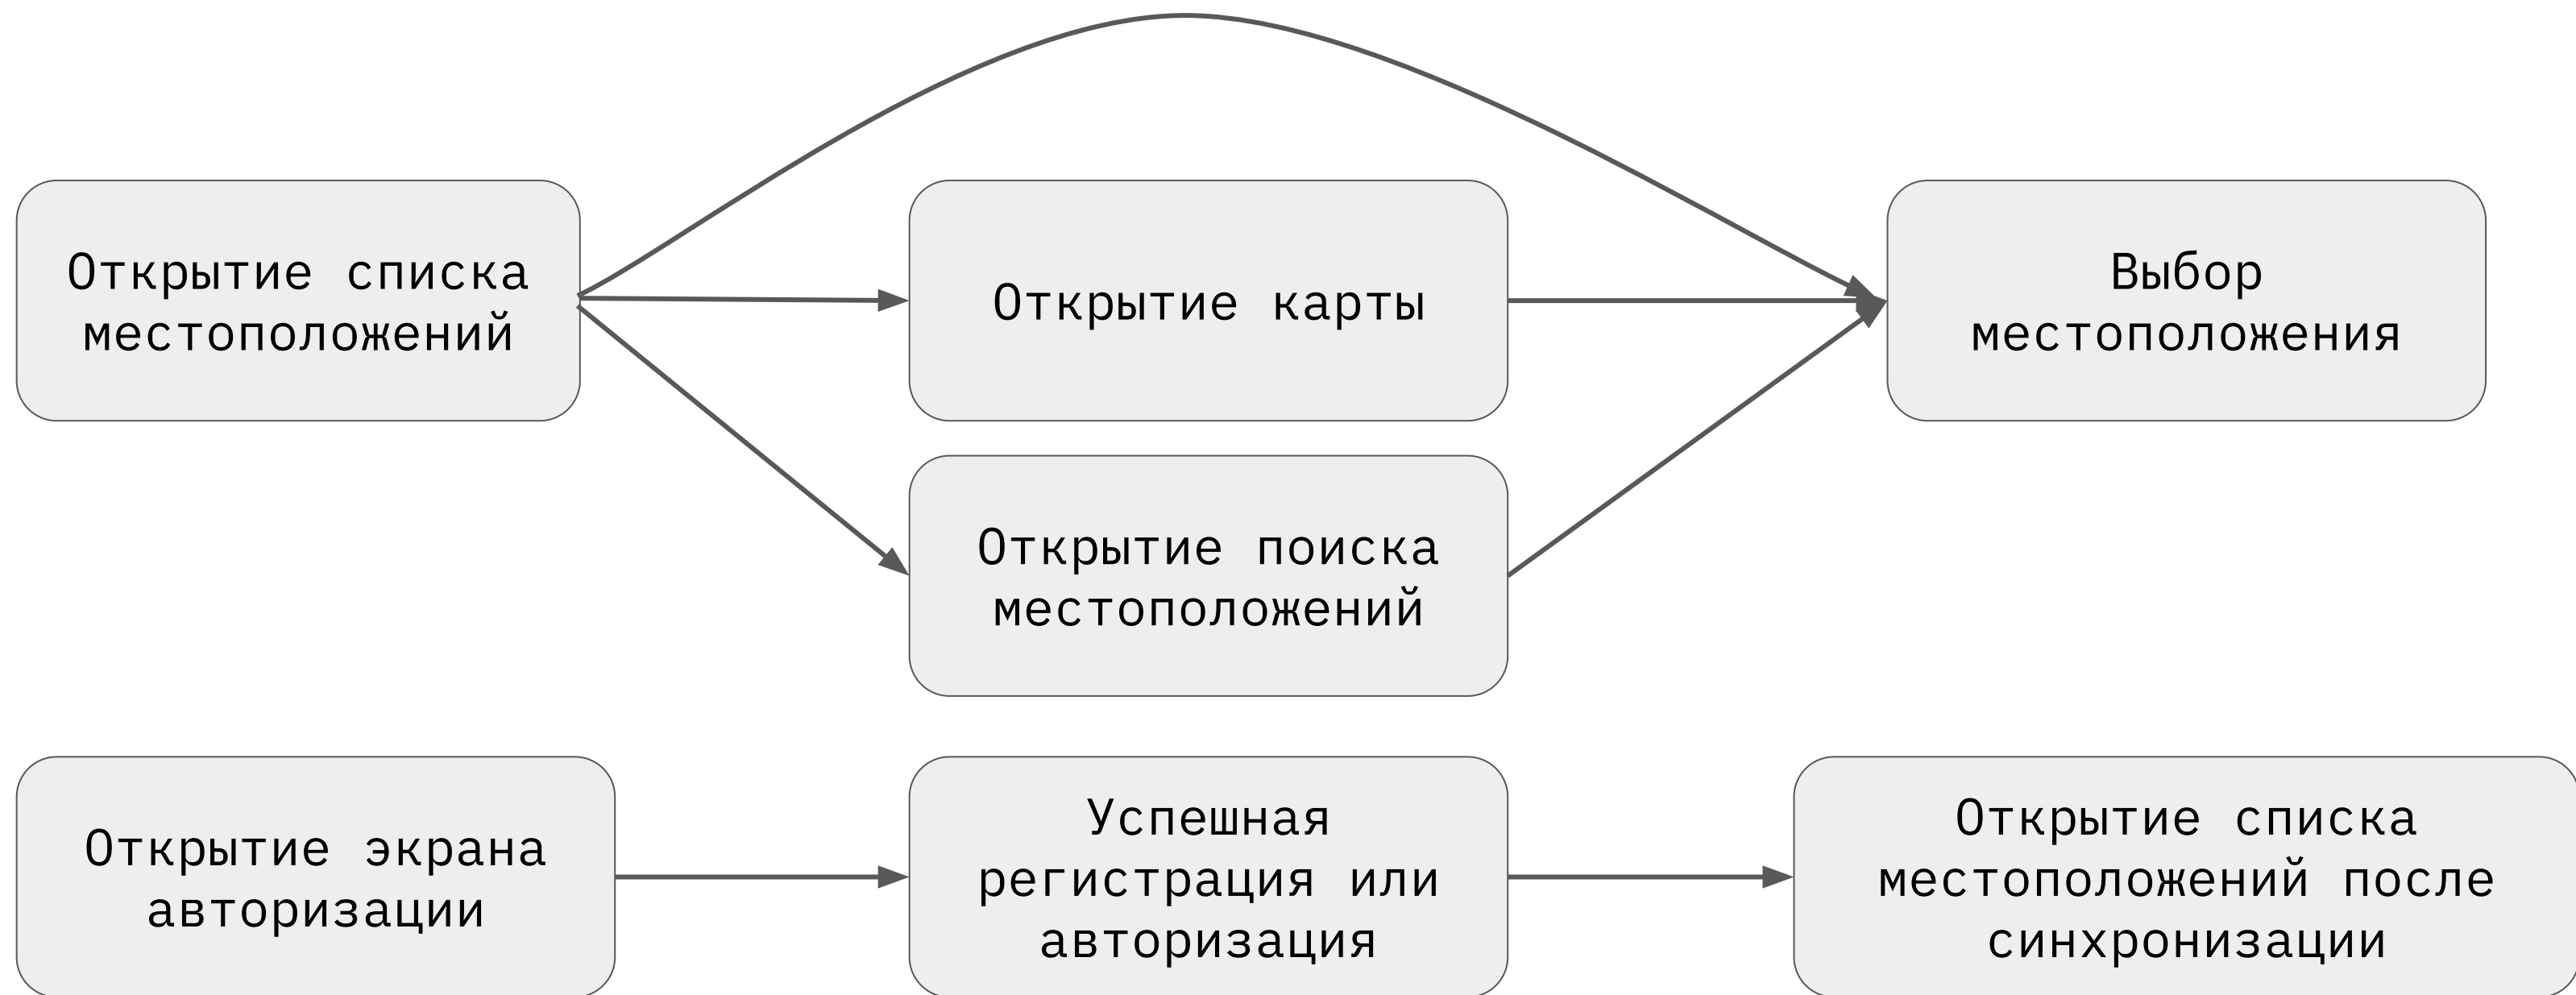 Открытие списка
местоположений
Открытие карты
Выбор
местоположения
Открытие поиска
местоположений
Открытие экрана
авторизации
Успешная
регистрация или
авторизация
Открытие списка
местоположений после
синхронизации